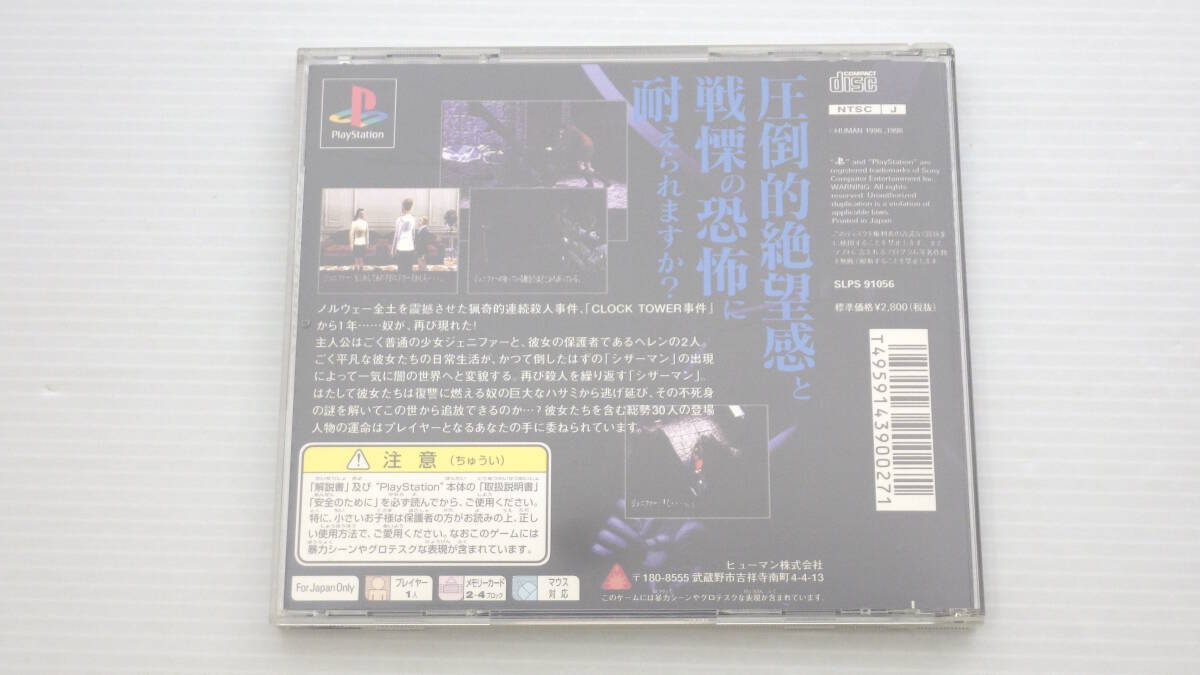 圧倒的絶望感と
戦慄の恐怖に
耐えられますか?
PlayStation
COMPACT
disc
NTSC J
©HUMAN 1996,1998
"PS" and "PlayStation" are
registered trademarks of Sony
Computer Entertainment Inc.
WARNING: All rights
reserved. Unauthorized
duplication is a violation of
applicable laws.
Printed in Japan
SLPS 91056
標準価格¥2,800(税抜)
T4959143900271
ノルウェー全土を震撼させた猟奇的連続殺人事件、「CLOCK TOWER事件」
から1年……奴が、再び現れた!
主人公はごく普通の少女ジェニファーと、彼女の保護者であるヘレンの2人。
ごく平凡な彼女たちの日常生活が、かつて倒したはずの「シザーマン」の出現
によって一気に闇の世界へと変貌する。再び殺人を繰り返す「シザーマン」。
はたして彼女たちは復讐に燃える奴の巨大なハサミから逃げ延び、その不死身
の謎を解いてこの世から追放できるのか…?彼女たちを含む総勢30人の登場
人物の運命はプレイヤーとなるあなたの手に委ねられています。
注意(ちゅうい)
「解説書」及び "PlayStation" 本体の「取扱説明書」
「安全のために」を必ず読んでから、ご使用ください。
特に、小さいお子様は保護者の方がお読みの上、正し
い使用方法で、ご愛用ください。なおこのゲームには
暴力シーンやグロテスクな表現が含まれています。
For Japan Only
プレイヤー
1人
メモリーカード
2-4ブロック
マウス
対応
ヒューマン株式会社
〒180-8555 武蔵野市吉祥寺南町4-4-13
このゲームには暴力シーンやグロテスクな表現が含まれています。